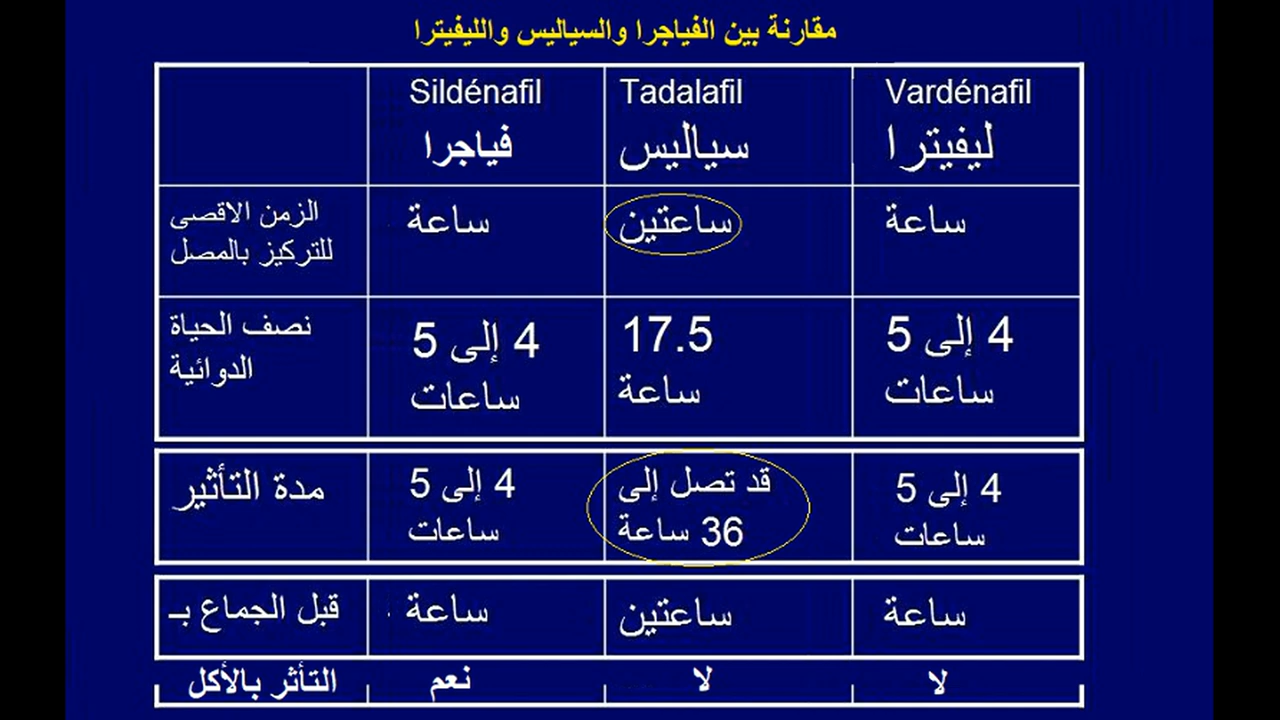 مقارنة بين الفياجرا والسياليس والليفيترا
Sildénafil Tadalafil Vardénafil
فياجرا سياليس ليفيترا
الزمن الاقصى للتركيز بالمصل
ساعة ساعتين ساعة
نصف الحياة الدوائية
4 إلى 5 ساعات
17.5 ساعة
4 إلى 5 ساعات
مدة التأثير
4 إلى 5 ساعات
قد تصل إلى 36 ساعة
4 إلى 5 ساعات
قبل الجماع بـ ساعة ساعتين ساعة
التأثر بالأكل نعم لا لا